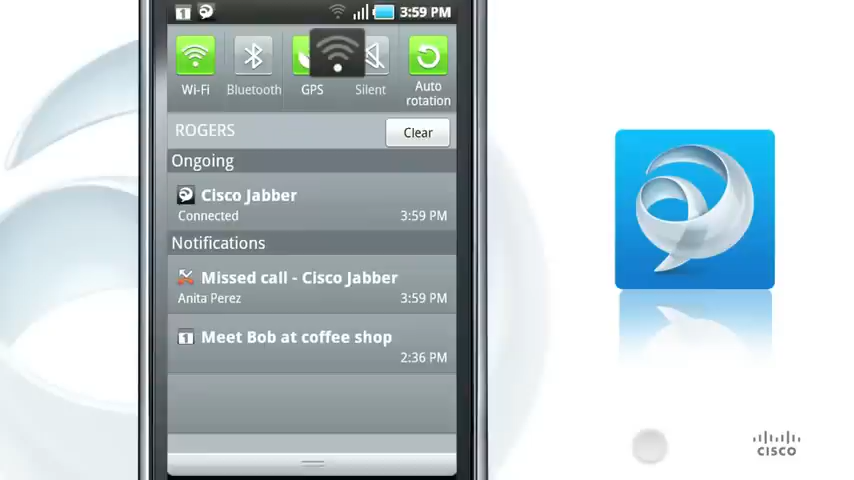 1 3:59 PM
Wi-Fi Bluetooth GPS Silent Auto rotation
ROGERS Clear
Ongoing
Cisco Jabber
Connected 3:59 PM
Notifications
Missed call - Cisco Jabber
Anita Perez 3:59 PM
1 Meet Bob at coffee shop
2:36 PM
CISCO